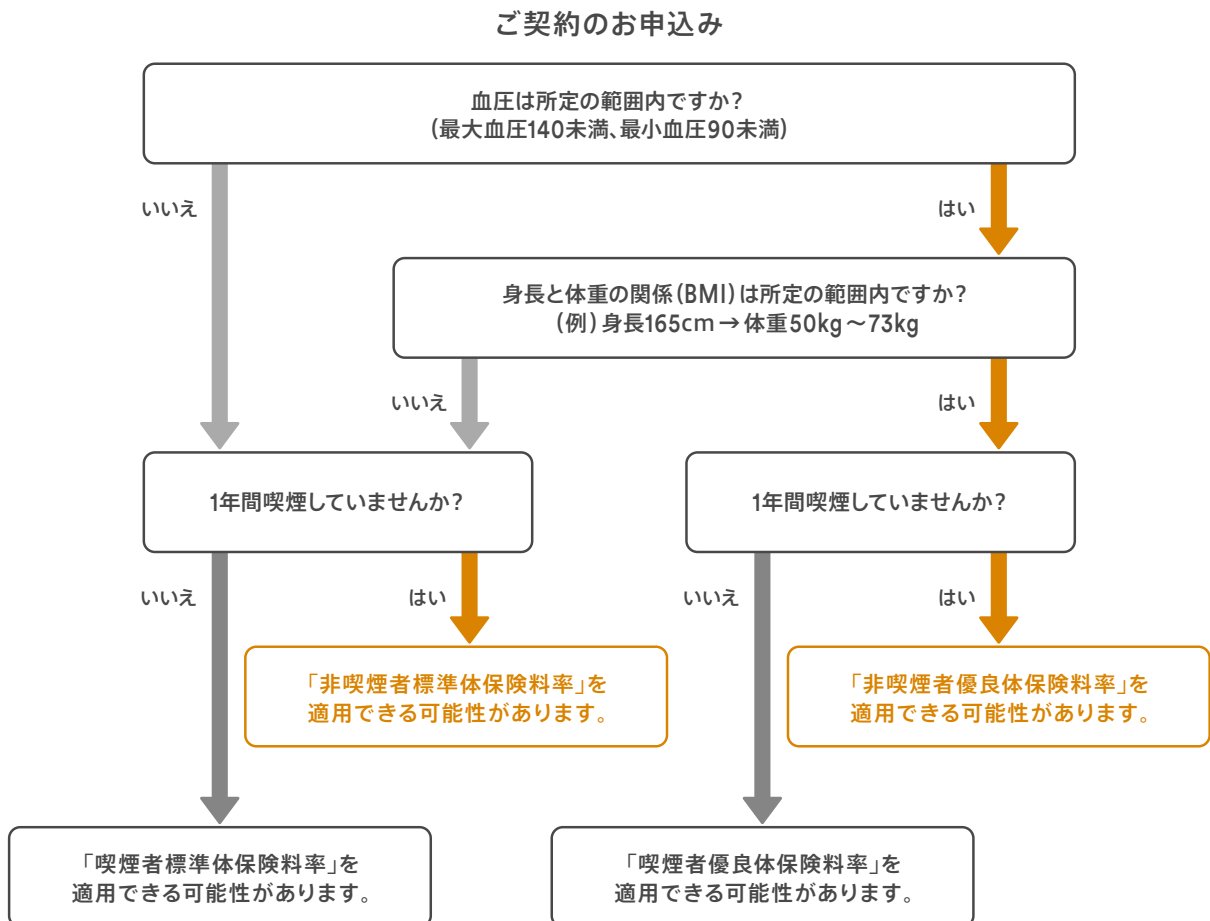 ご契約のお申込み
血圧は所定の範囲内ですか?
(最大血圧140未満、最小血圧90未満)
いいえ
はい
身長と体重の関係(BMI)は所定の範囲内ですか?
(例)身長165cm→体重50kg~73kg
いいえ
はい
1年間喫煙していませんか?
1年間喫煙していませんか?
いいえ
はい
いいえ
はい
「非喫煙者標準体保険料率」を
適用できる可能性があります。
「非喫煙者優良体保険料率」を
適用できる可能性があります。
「喫煙者標準体保険料率」を
適用できる可能性があります。
「喫煙者優良体保険料率」を
適用できる可能性があります。